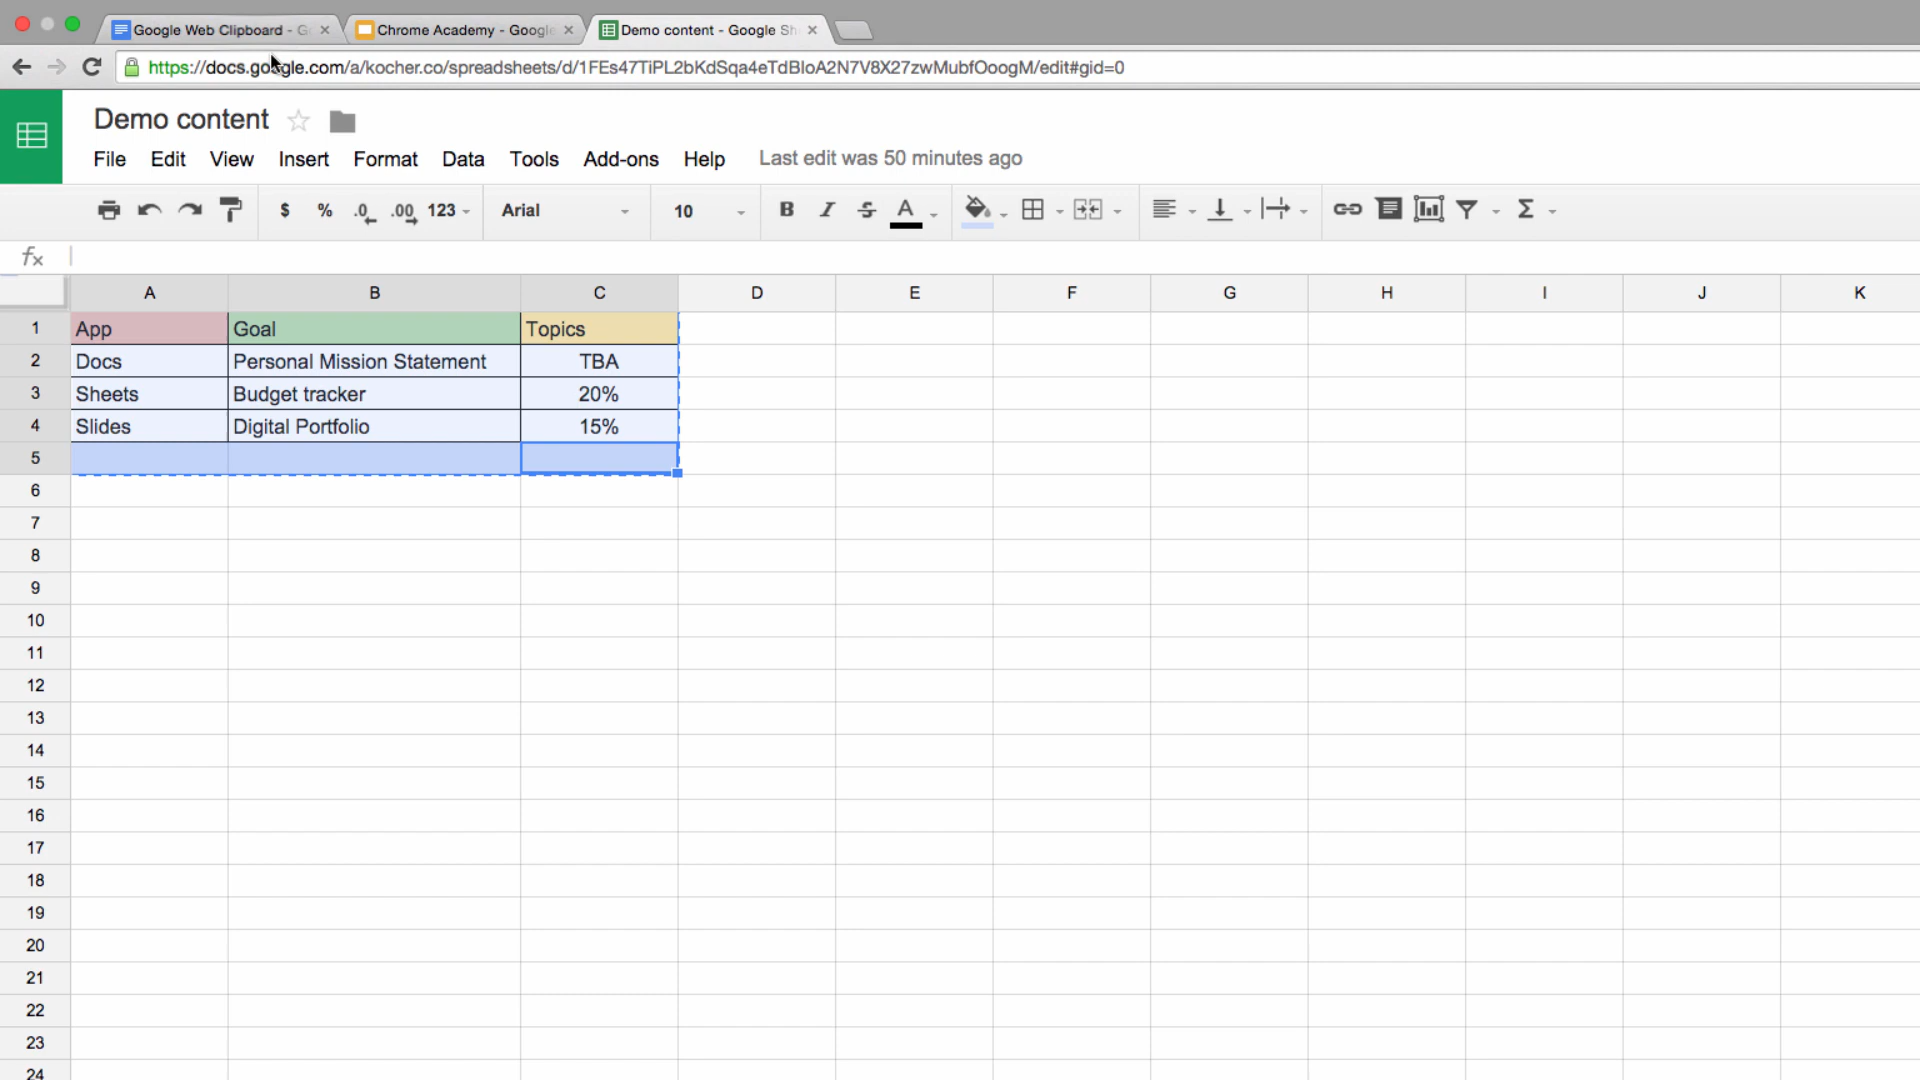 Google Web Clipboard - G
Chrome Academy - Google
Demo content - Google Sh
https://docs.google.com/a/kocher.co/spreadsheets/d/1FEs47TiPL2bKdSqa4eTdBIoA2N7V8X27zwMubfOoogM/edit#gid=0
Demo content
File Edit View Insert Format Data Tools Add-ons Help Last edit was 50 minutes ago
$ % .0 .00 123 Arial 10 B I S A Σ
fx
A B C D E F G H I J K
1 App Goal Topics
2 Docs Personal Mission Statement TBA
3 Sheets Budget tracker 20%
4 Slides Digital Portfolio 15%
5
6
7
8
9
10
11
12
13
14
15
16
17
18
19
20
21
22
23
24